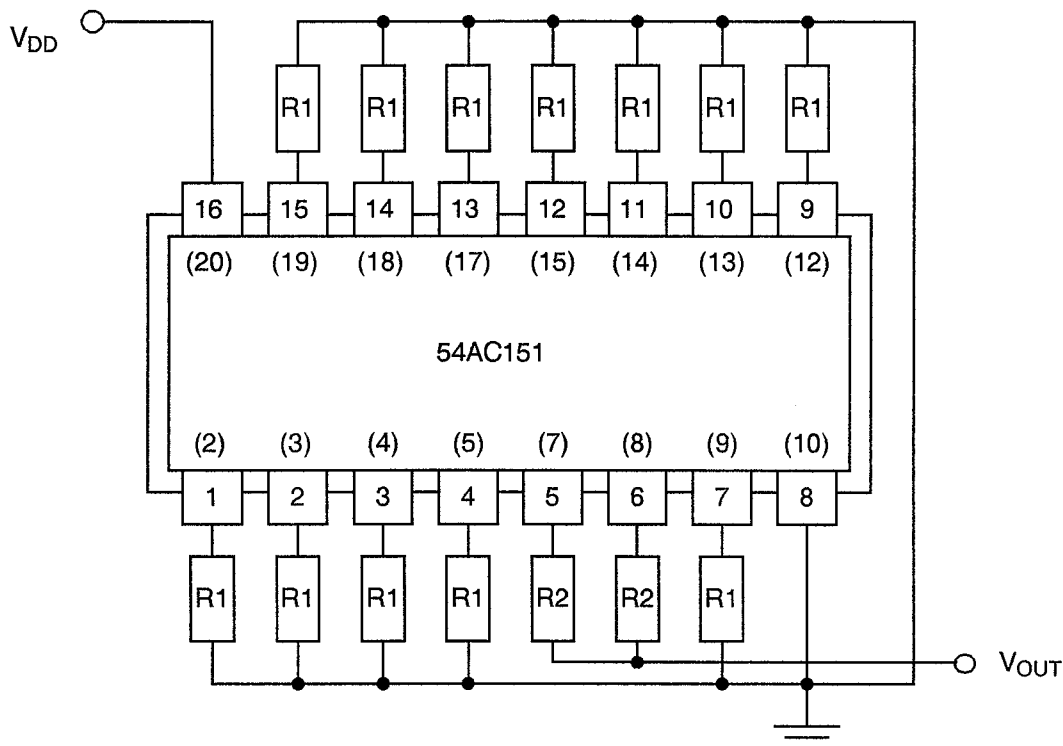 V_DD
R1 R1 R1 R1 R1 R1 R1
16 15 14 13 12 11 10 9
(20) (19) (18) (17) (15) (14) (13) (12)
54AC151
(2) (3) (4) (5) (7) (8) (9) (10)
1 2 3 4 5 6 7 8
R1 R1 R1 R1 R2 R2 R1
V_OUT